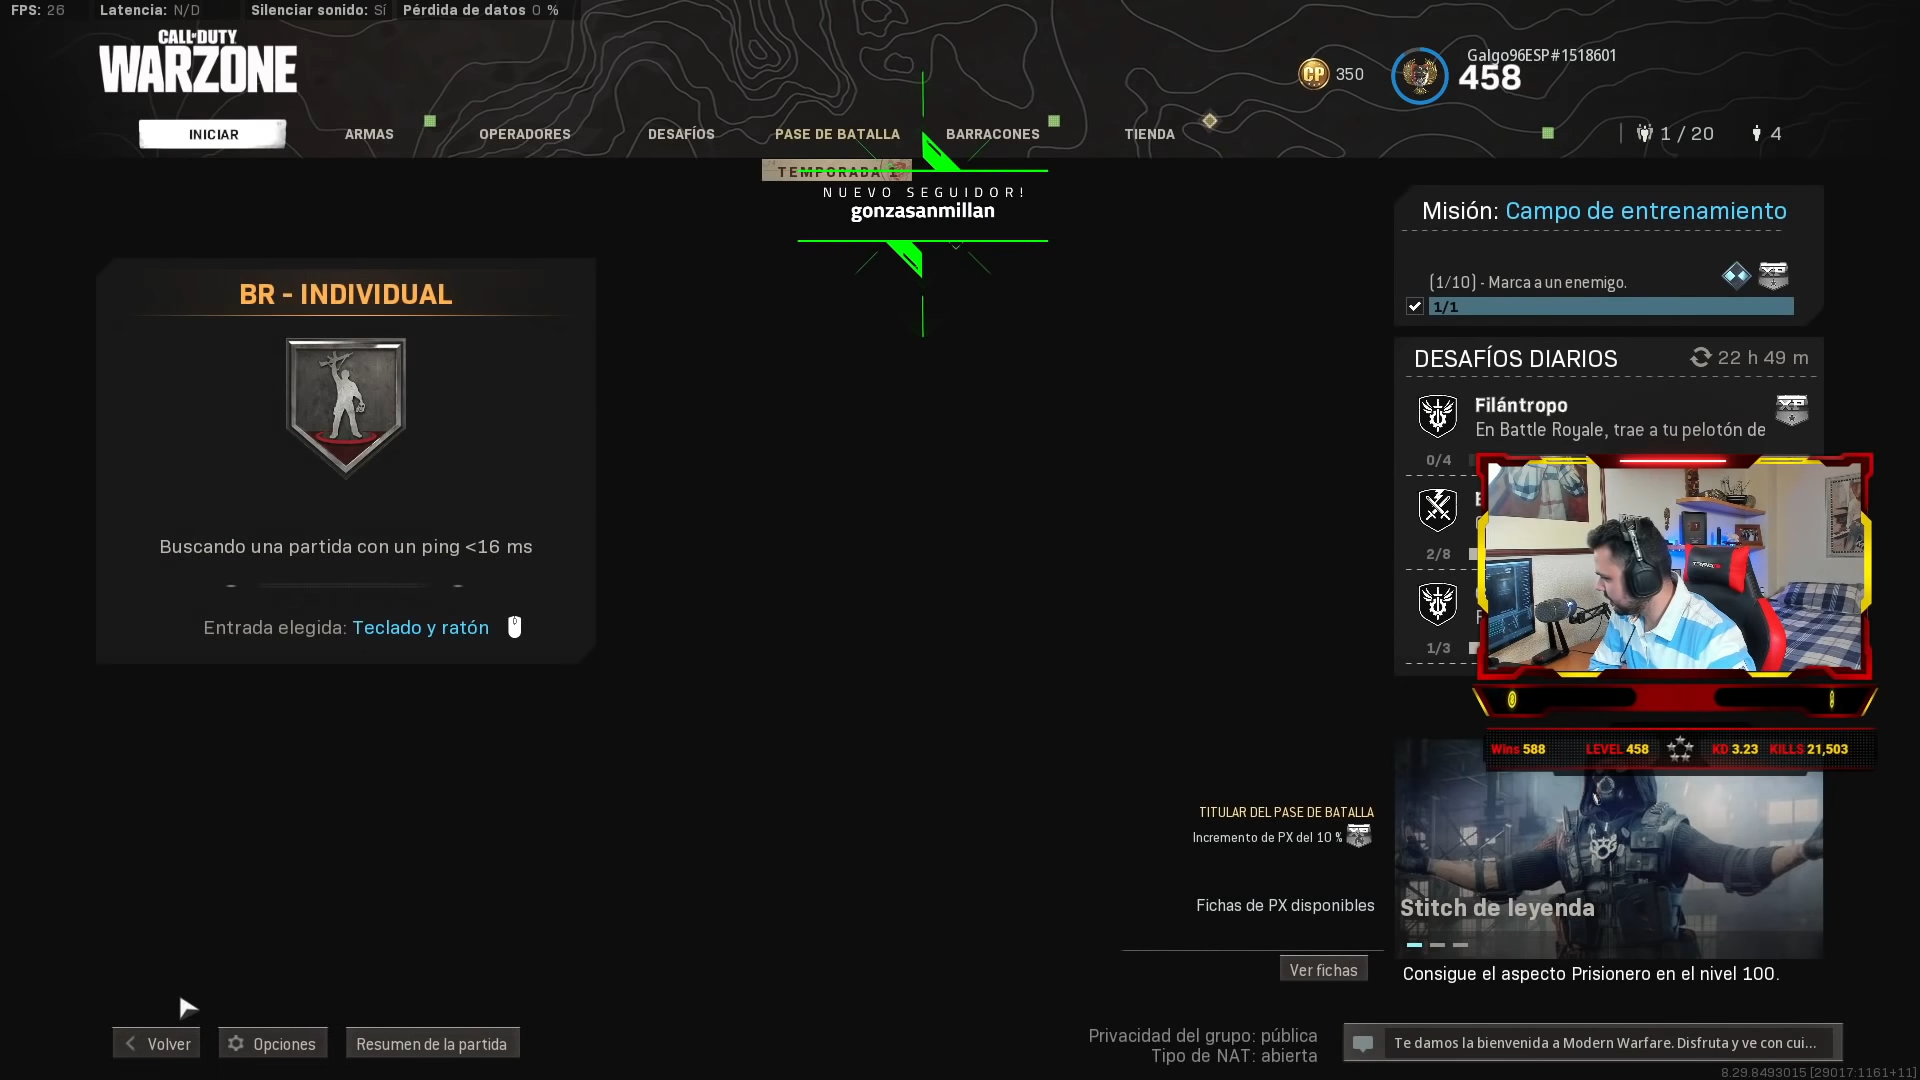 FPS: 26 Latencia: N/D Silenciar sonido: Sí Pérdida de datos 0 %
CALL OF DUTY
WARZONE
CP 350
Galgo96ESP#1518601
458
INICIAR ARMAS OPERADORES DESAFÍOS PASE DE BATALLA BARRACONES TIENDA 1 / 20 4
TEMPORADA
NUEVO SEGUIDOR!
gonzasanmillan
BR - INDIVIDUAL
Buscando una partida con un ping <16 ms
Entrada elegida: Teclado y ratón
Misión: Campo de entrenamiento
(1/10) - Marca a un enemigo.
XP
1/1
DESAFÍOS DIARIOS 22 h 49 m
Filántropo
XP
En Battle Royale, trae a tu pelotón de
0/4
2/8
1/3
Wins 588 LEVEL 458 KD 3.23 KILLS 21,503
TITULAR DEL PASE DE BATALLA
Incremento de PX del 10 %
Fichas de PX disponibles
Ver fichas
Stitch de leyenda
Consigue el aspecto Prisionero en el nivel 100.
Volver Opciones Resumen de la partida
Privacidad del grupo: pública
Tipo de NAT: abierta
Te damos la bienvenida a Modern Warfare. Disfruta y ve con cui...
8.29.8493015 [29017:1161+11]